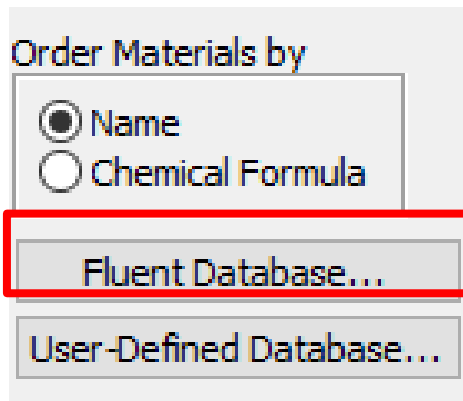 Order Materials by
Name
Chemical Formula
Fluent Database...
User-Defined Database...